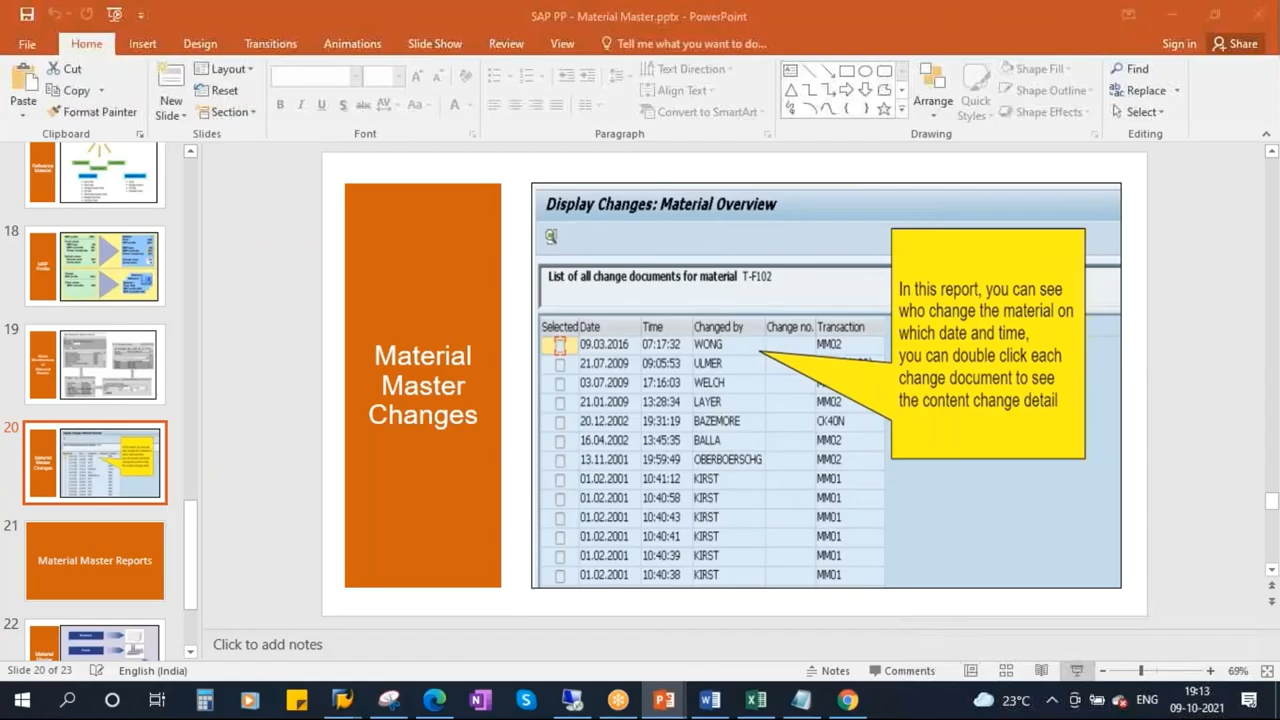 SAP PP - Material Master.pptx - PowerPoint
File Home Insert Design Transitions Animations Slide Show Review View Tell me what you want to do... Sign in Share
Paste
Cut
Copy
Format Painter
New Slide
Layout
Reset
Section
B I U S abc AV Aa A
Text Direction
Align Text
Convert to SmartArt
Arrange
Quick Styles
Shape Fill
Shape Outline
Shape Effects
Find
Replace
Select
Clipboard Slides Font Paragraph Drawing Editing
18
19
20
Material Master Changes
21
Material Master Reports
22
Material
Master
Changes
Display Changes: Material Overview
List of all change documents for material T-F102
Selected Date Time Changed by Change no. Transaction
09.03.2016 07:17:32 WONG MM02
21.07.2009 09:05:53 ULMER
03.07.2009 17:16:03 WELCH
21.01.2009 13:28:34 LAYER MM02
20.12.2002 19:31:19 BAZEMORE CK40N
16.04.2002 13:45:35 BALLA MM02
13.11.2001 19:59:49 OBERBOERSCHG MM02
01.02.2001 10:41:12 KIRST MM01
01.02.2001 10:40:58 KIRST MM01
01.02.2001 10:40:43 KIRST MM01
01.02.2001 10:40:41 KIRST MM01
01.02.2001 10:40:39 KIRST MM01
01.02.2001 10:40:38 KIRST MM01
In this report, you can see
who change the material on
which date and time,
you can double click each
change document to see
the content change detail
Click to add notes
Slide 20 of 23 English (India) Notes Comments 69%
23°C ENG 19:13
09-10-2021